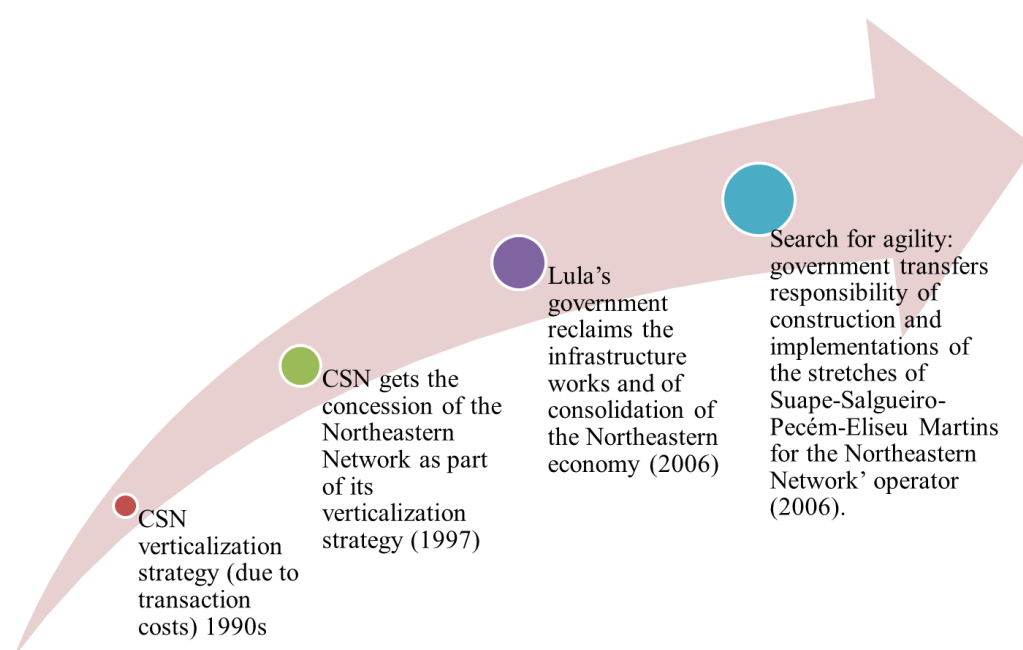 CSN
verticalization
strategy (due to
transaction
costs) 1990s
CSN gets the
concession of the
Northeastern
Network as part
of its
verticalization
strategy (1997)
Lula’s
government
reclaims the
infrastructure
works and of
consolidation of
the Northeastern
economy (2006)
Search for agility:
government transfers
responsibility of
construction and
implementations of
the stretches of
Suape-Salgueiro-
Pecém-Eliseu Martins
for the Northeastern
Network’ operator
(2006).